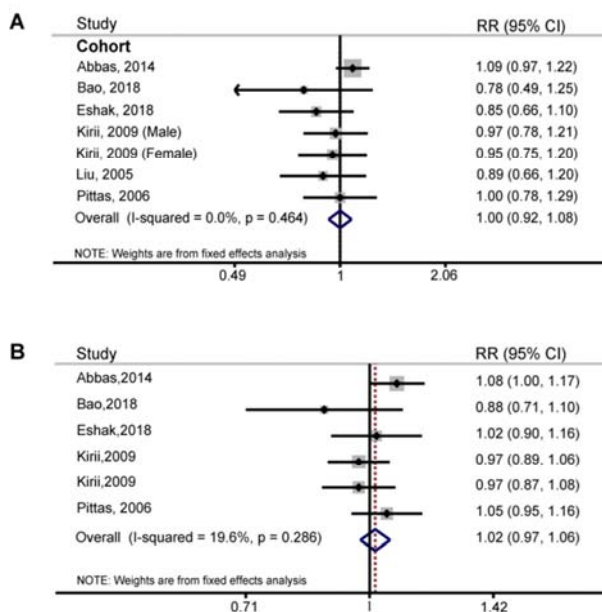 A
Study RR (95% CI)
Cohort
Abbas, 2014 1.09 (0.97, 1.22)
Bao, 2018 0.78 (0.49, 1.25)
Eshak, 2018 0.85 (0.66, 1.10)
Kirii, 2009 (Male) 0.97 (0.78, 1.21)
Kirii, 2009 (Female) 0.95 (0.75, 1.20)
Liu, 2005 0.89 (0.66, 1.20)
Pittas, 2006 1.00 (0.78, 1.29)
Overall (I-squared = 0.0%, p = 0.464) 1.00 (0.92, 1.08)
NOTE: Weights are from fixed effects analysis
0.49 1 2.06
B
Study RR (95% CI)
Abbas,2014 1.08 (1.00, 1.17)
Bao,2018 0.88 (0.71, 1.10)
Eshak,2018 1.02 (0.90, 1.16)
Kirii,2009 0.97 (0.89. 1.06)
Kirii,2009 0.97 (0.87, 1.08)
Pittas, 2006 1.05 (0.95, 1.16)
Overall (I-squared = 19.6%, p = 0.286) 1.02 (0.97, 1.06)
NOTE: Weights are from fixed effects analysis
0.71 1 1.42